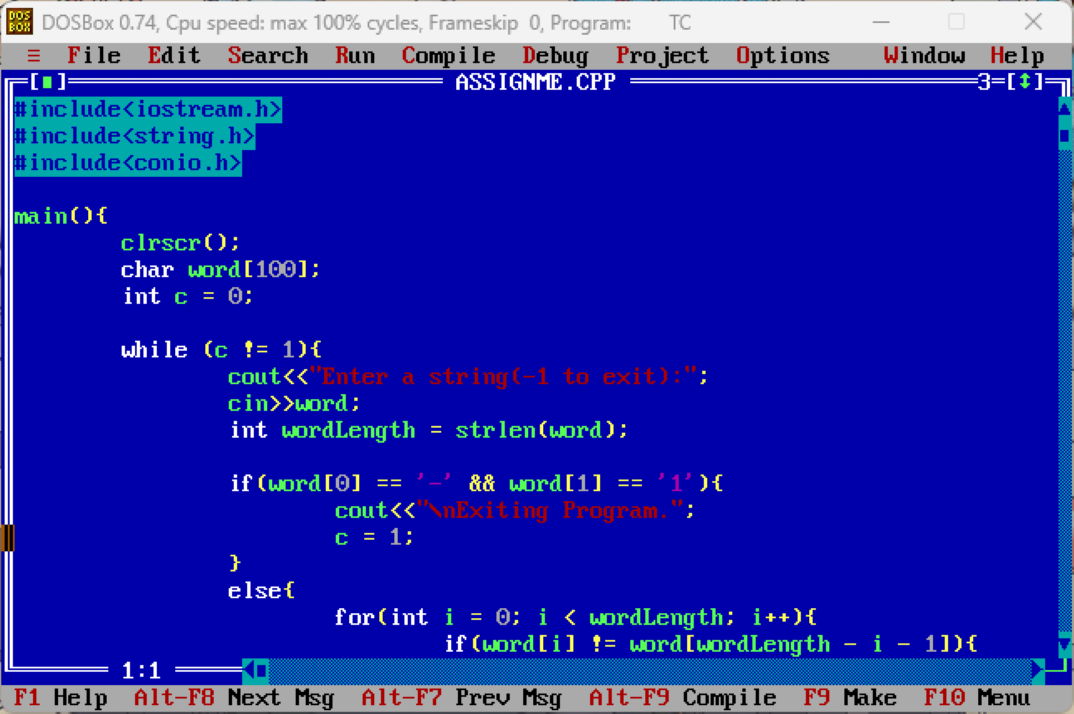 DOS BOX DOSBox 0.74, Cpu speed: max 100% cycles, Frameskip 0, Program: TC
≡ File Edit Search Run Compile Debug Project Options Window Help
[■] ASSIGNME.CPP 3=[↕]
#include<iostream.h>
#include<string.h>
#include<conio.h>
main(){
clrscr();
char word[100];
int c = 0;
while (c != 1){
cout<<"Enter a string(-1 to exit):";
cin>>word;
int wordLength = strlen(word);
if(word[0] == '-' && word[1] == '1'){
cout<<"\nExiting Program.";
c = 1;
}
else{
for(int i = 0; i < wordLength; i++){
if(word[i] != word[wordLength - i - 1]){
1:1
F1 Help Alt-F8 Next Msg Alt-F7 Prev Msg Alt-F9 Compile F9 Make F10 Menu